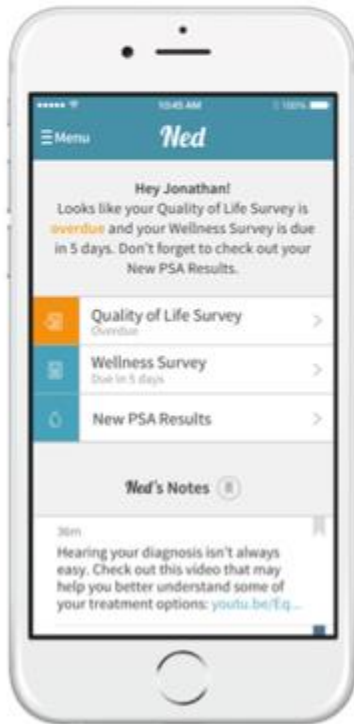 10:45 AM
100%
Menu
Ned
Hey Jonathan!
Looks like your Quality of Life Survey is
overdue and your Wellness Survey is due
in 5 days. Don't forget to check out your
New PSA Results.
Quality of Life Survey
Overdue
Wellness Survey
Due in 5 days
New PSA Results
Ned's Notes
36m
Hearing your diagnosis isn't always
easy. Check out this video that may
help you better understand some of
your treatment options: youtu.be/Eq...